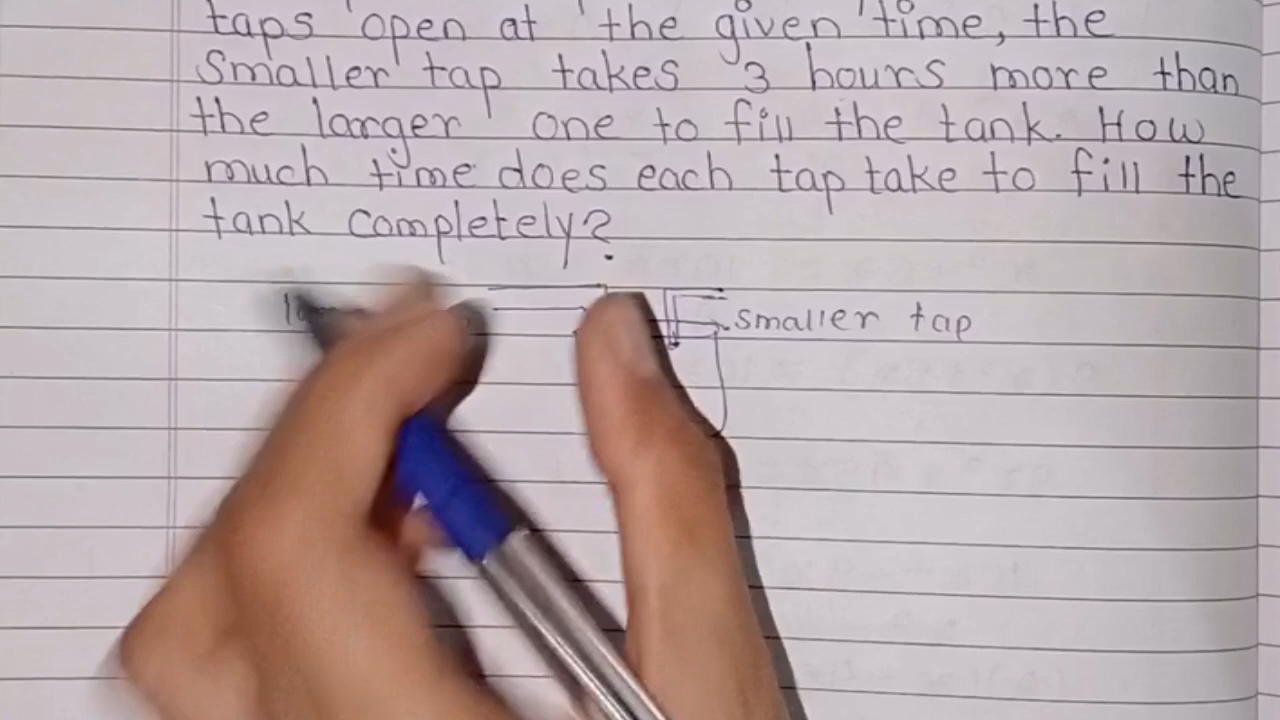 taps open at the given time, the
Smaller tap takes 3 hours more than
the larger one to fill the tank. How
much time does each tap take to fill the
tank completely?
smaller tap